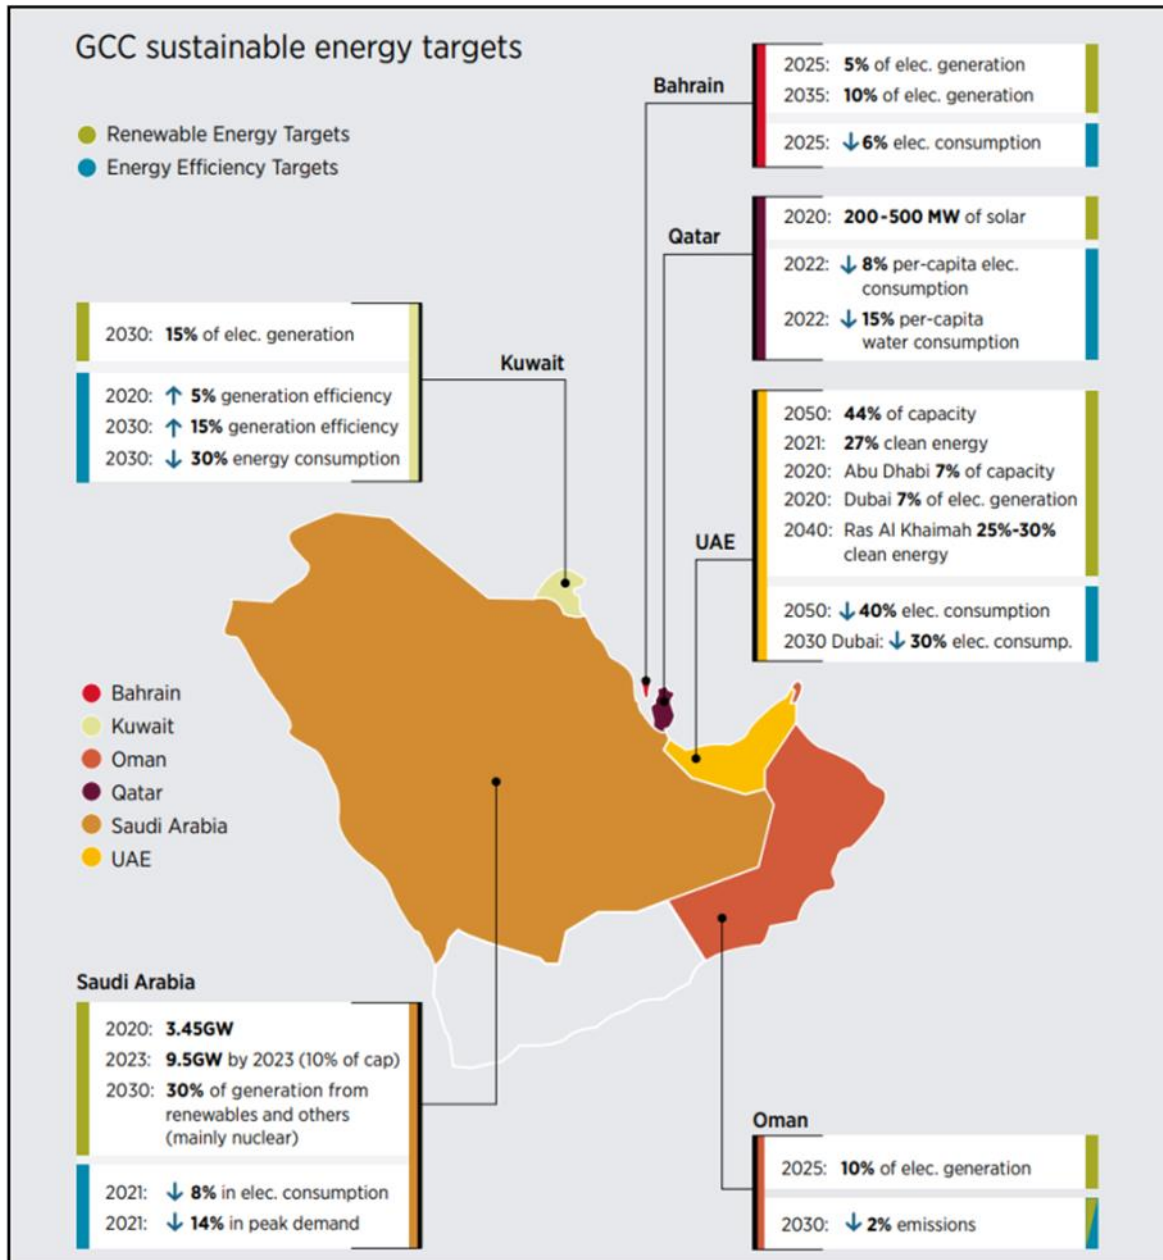 GCC sustainable energy targets
Renewable Energy Targets
Energy Efficiency Targets
Bahrain
2025: 5% of elec. generation
2035: 10% of elec. generation
2025: ↓ 6% elec. consumption
Qatar
2020: 200-500 MW of solar
2022: ↓ 8% per-capita elec.
consumption
2022: ↓ 15% per-capita
water consumption
Kuwait
2030: 15% of elec. generation
2020: ↑ 5% generation efficiency
2030: ↑ 15% generation efficiency
2030: ↓ 30% energy consumption
UAE
2050: 44% of capacity
2021: 27% clean energy
2020: Abu Dhabi 7% of capacity
2020: Dubai 7% of elec. generation
2040: Ras Al Khaimah 25%-30%
clean energy
2050: ↓ 40% elec. consumption
2030 Dubai: ↓ 30% elec. consump.
Bahrain
Kuwait
Oman
Qatar
Saudi Arabia
UAE
Saudi Arabia
2020: 3.45GW
2023: 9.5GW by 2023 (10% of cap)
2030: 30% of generation from
renewables and others
(mainly nuclear)
2021: ↓ 8% in elec. consumption
2021: ↓ 14% in peak demand
Oman
2025: 10% of elec. generation
2030: ↓ 2% emissions